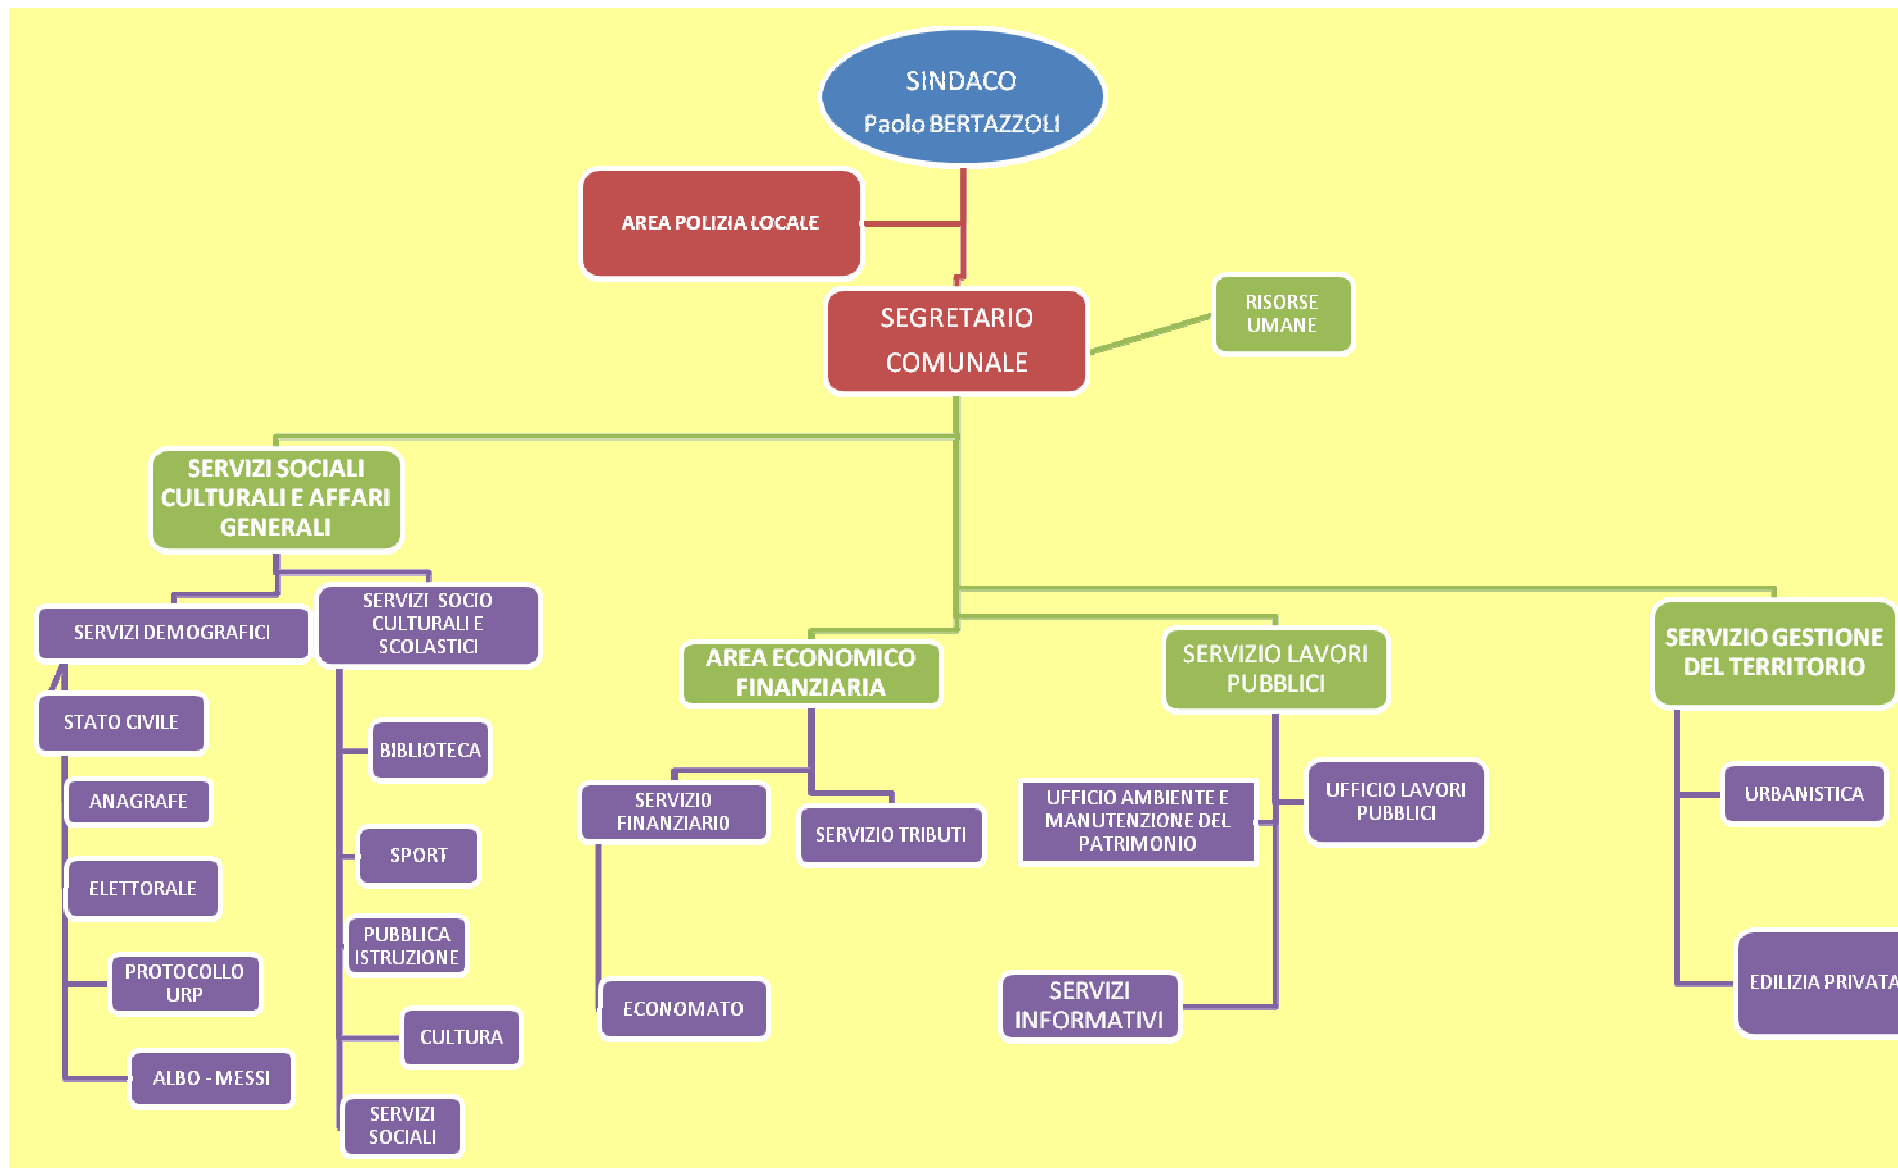 SINDACO
Paolo BERTAZZOLI
AREA POLIZIA LOCALE
SEGRETARIO
COMUNALE
RISORSE
UMANE
SERVIZI SOCIALI
CULTURALI E AFFARI
GENERALI
SERVIZI DEMOGRAFICI
SERVIZI SOCIO
CULTURALI E
SCOLASTICI
STATO CIVILE
ANAGRAFE
ELETTORALE
PROTOCOLLO
URP
ALBO - MESSI
BIBLIOTECA
SPORT
PUBBLICA
ISTRUZIONE
CULTURA
SERVIZI
SOCIALI
AREA ECONOMICO
FINANZIARIA
SERVIZIO
FINANZIARIO
SERVIZIO TRIBUTI
ECONOMATO
SERVIZIO LAVORI
PUBBLICI
UFFICIO AMBIENTE E
MANUTENZIONE DEL
PATRIMONIO
UFFICIO LAVORI
PUBBLICI
SERVIZI
INFORMATIVI
SERVIZIO GESTIONE
DEL TERRITORIO
URBANISTICA
EDILIZIA PRIVATA